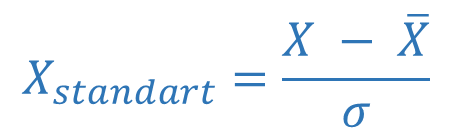 X_standart = (X − X̄) / σ